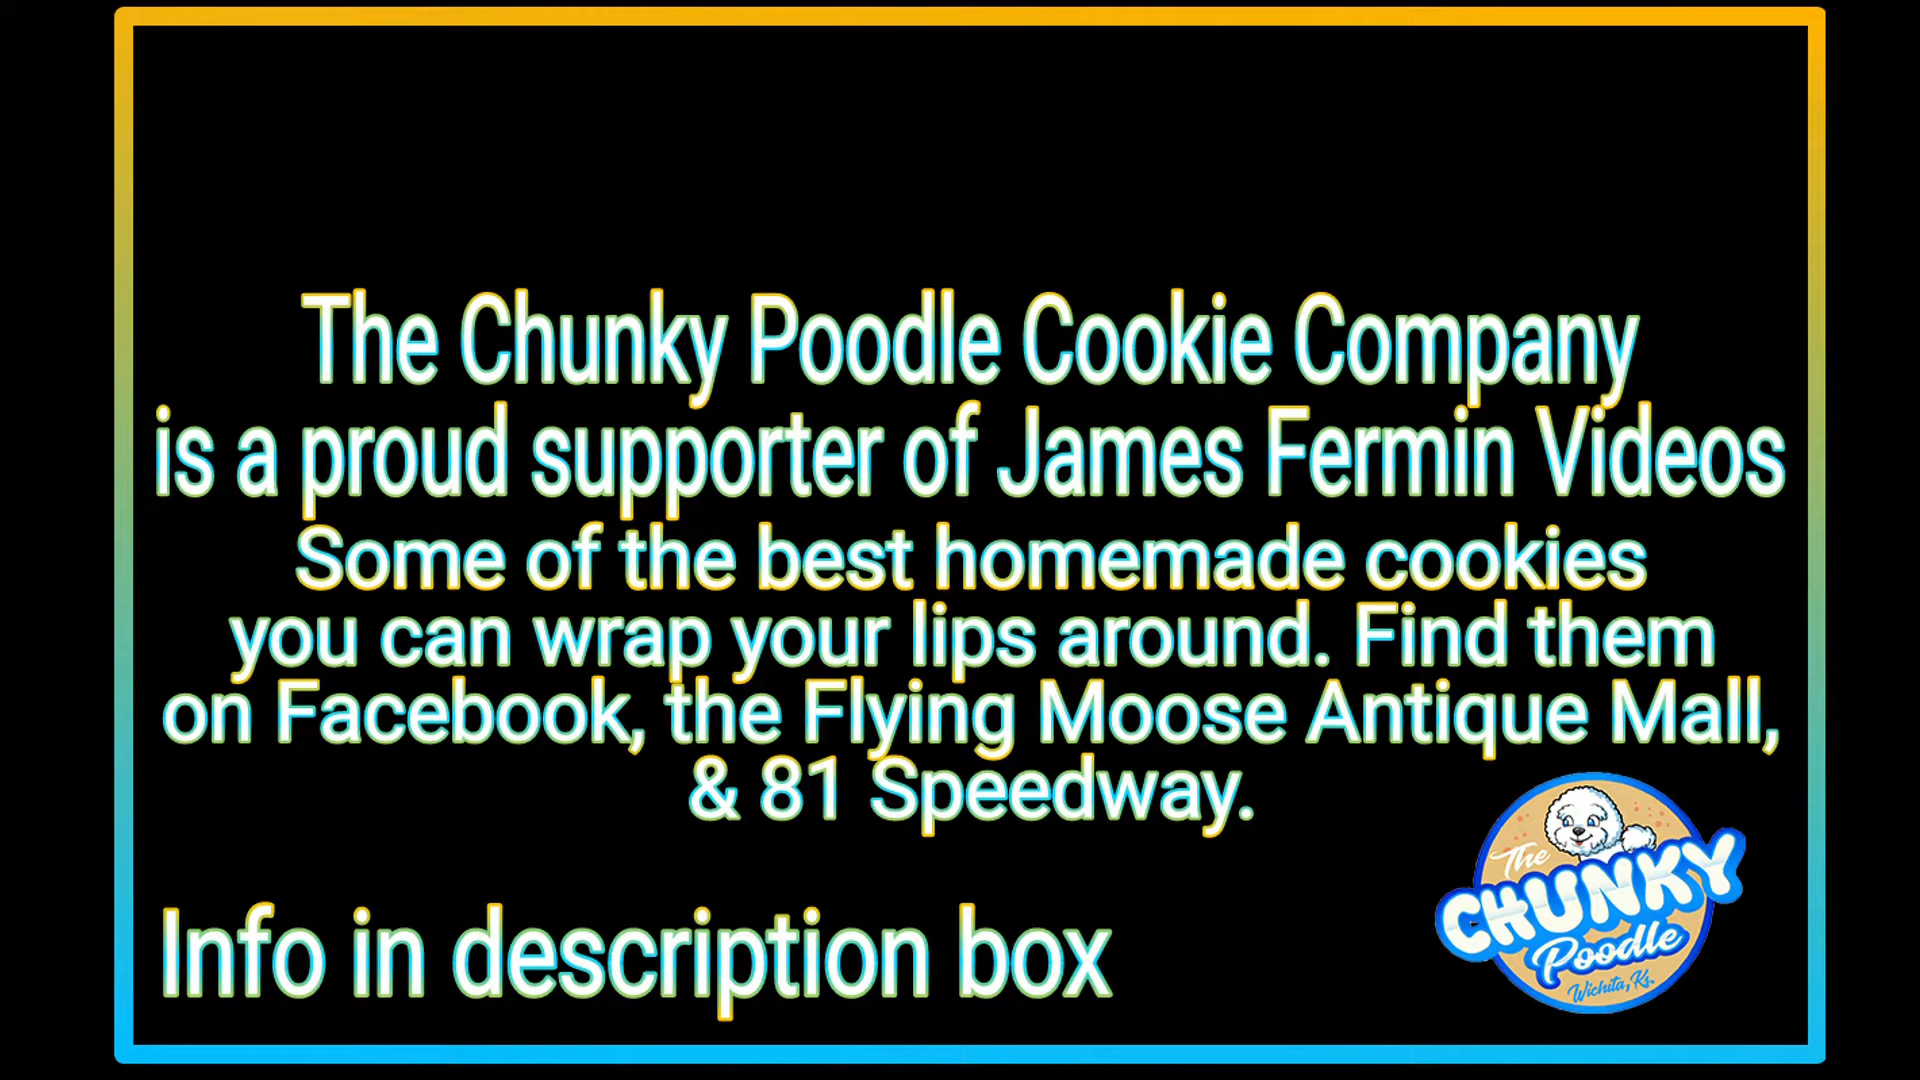 The Chunky Poodle Cookie Company
is a proud supporter of James Fermin Videos
Some of the best homemade cookies
you can wrap your lips around. Find them
on Facebook, the Flying Moose Antique Mall,
& 81 Speedway.
The
CHUNKY
Poodle
Wichita, Ks.
Info in description box